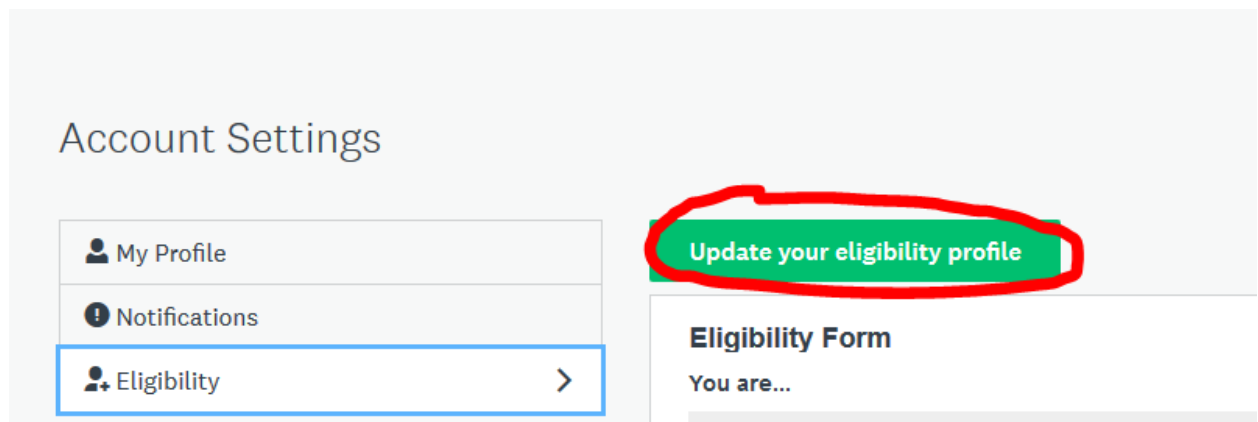 Account Settings
My Profile
Notifications
Eligibility
Update your eligibility profile
Eligibility Form
You are...